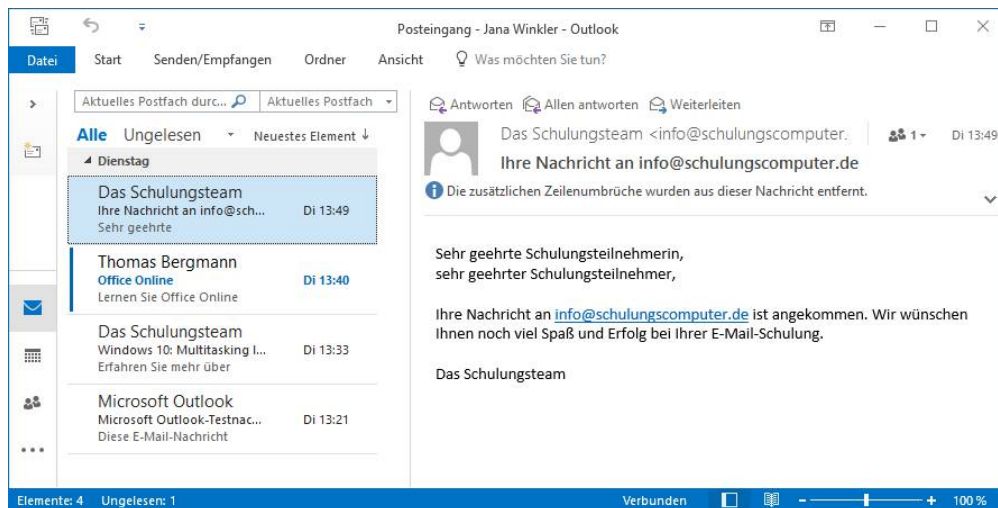 Posteingang - Jana Winkler - Outlook
Datei Start Senden/Empfangen Ordner Ansicht Was möchten Sie tun?
Aktuelles Postfach durc... Aktuelles Postfach
Alle Ungelesen Neuestes Element ↓
Dienstag
Das Schulungsteam
Ihre Nachricht an info@sch... Di 13:49
Sehr geehrte
Thomas Bergmann
Office Online Di 13:40
Lernen Sie Office Online
Das Schulungsteam
Windows 10: Multitasking I... Di 13:33
Erfahren Sie mehr über
Microsoft Outlook
Microsoft Outlook-Testnac... Di 13:21
Diese E-Mail-Nachricht
Antworten Allen antworten Weiterleiten
Das Schulungsteam <info@schulungscomputer. 1 Di 13:49
Ihre Nachricht an info@schulungscomputer.de
Die zusätzlichen Zeilenumbrüche wurden aus dieser Nachricht entfernt.
Sehr geehrte Schulungsteilnehmerin,
sehr geehrter Schulungsteilnehmer,
Ihre Nachricht an info@schulungscomputer.de ist angekommen. Wir wünschen
Ihnen noch viel Spaß und Erfolg bei Ihrer E-Mail-Schulung.
Das Schulungsteam
Elemente: 4 Ungelesen: 1 Verbunden - + 100 %